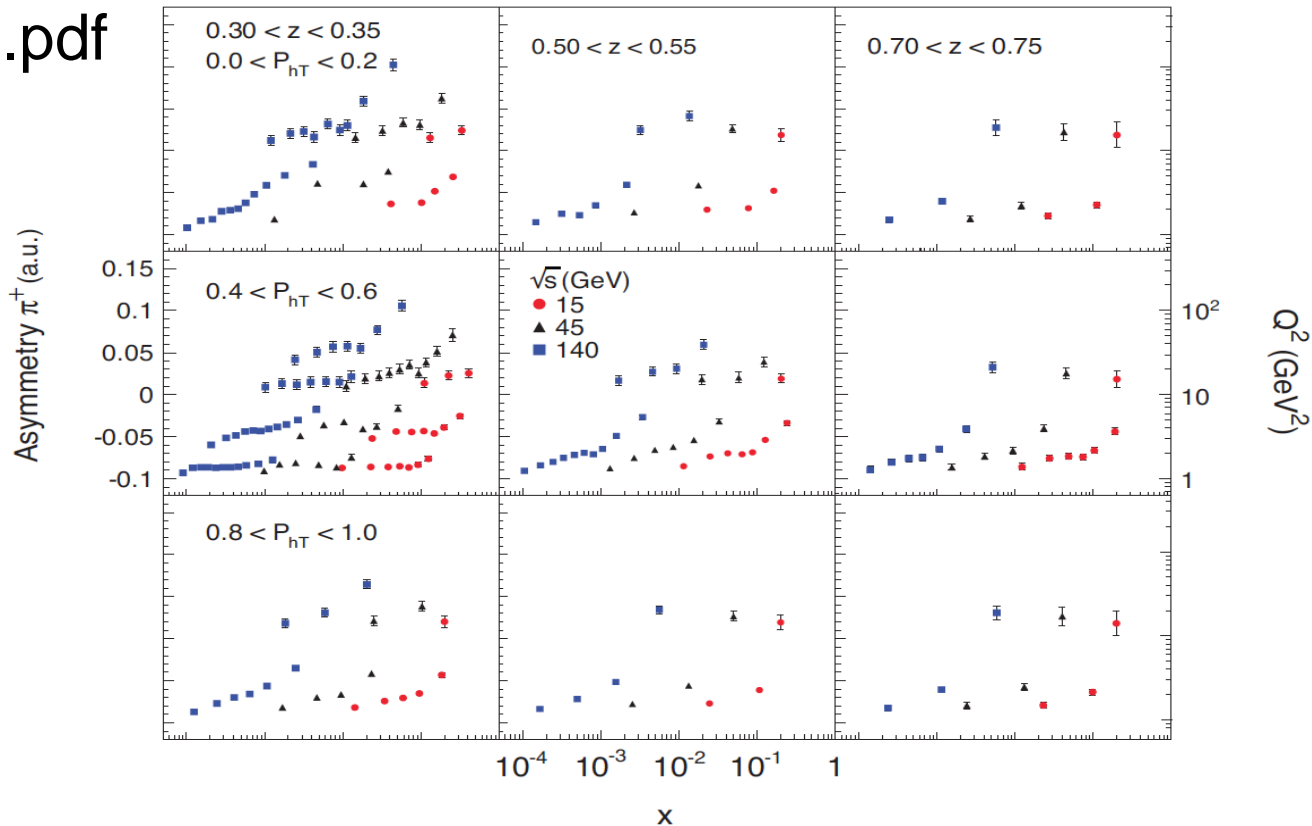 .pdf
0.30 < z < 0.35
0.0 < P_hT < 0.2
0.50 < z < 0.55
0.70 < z < 0.75
Asymmetry π⁺ (a.u.)
0.15
0.1
0.05
0
-0.05
-0.1
0.4 < P_hT < 0.6
√s (GeV)
15
45
140
10²
10
1
Q² (GeV²)
0.8 < P_hT < 1.0
10⁻⁴ 10⁻³ 10⁻² 10⁻¹ 1
x